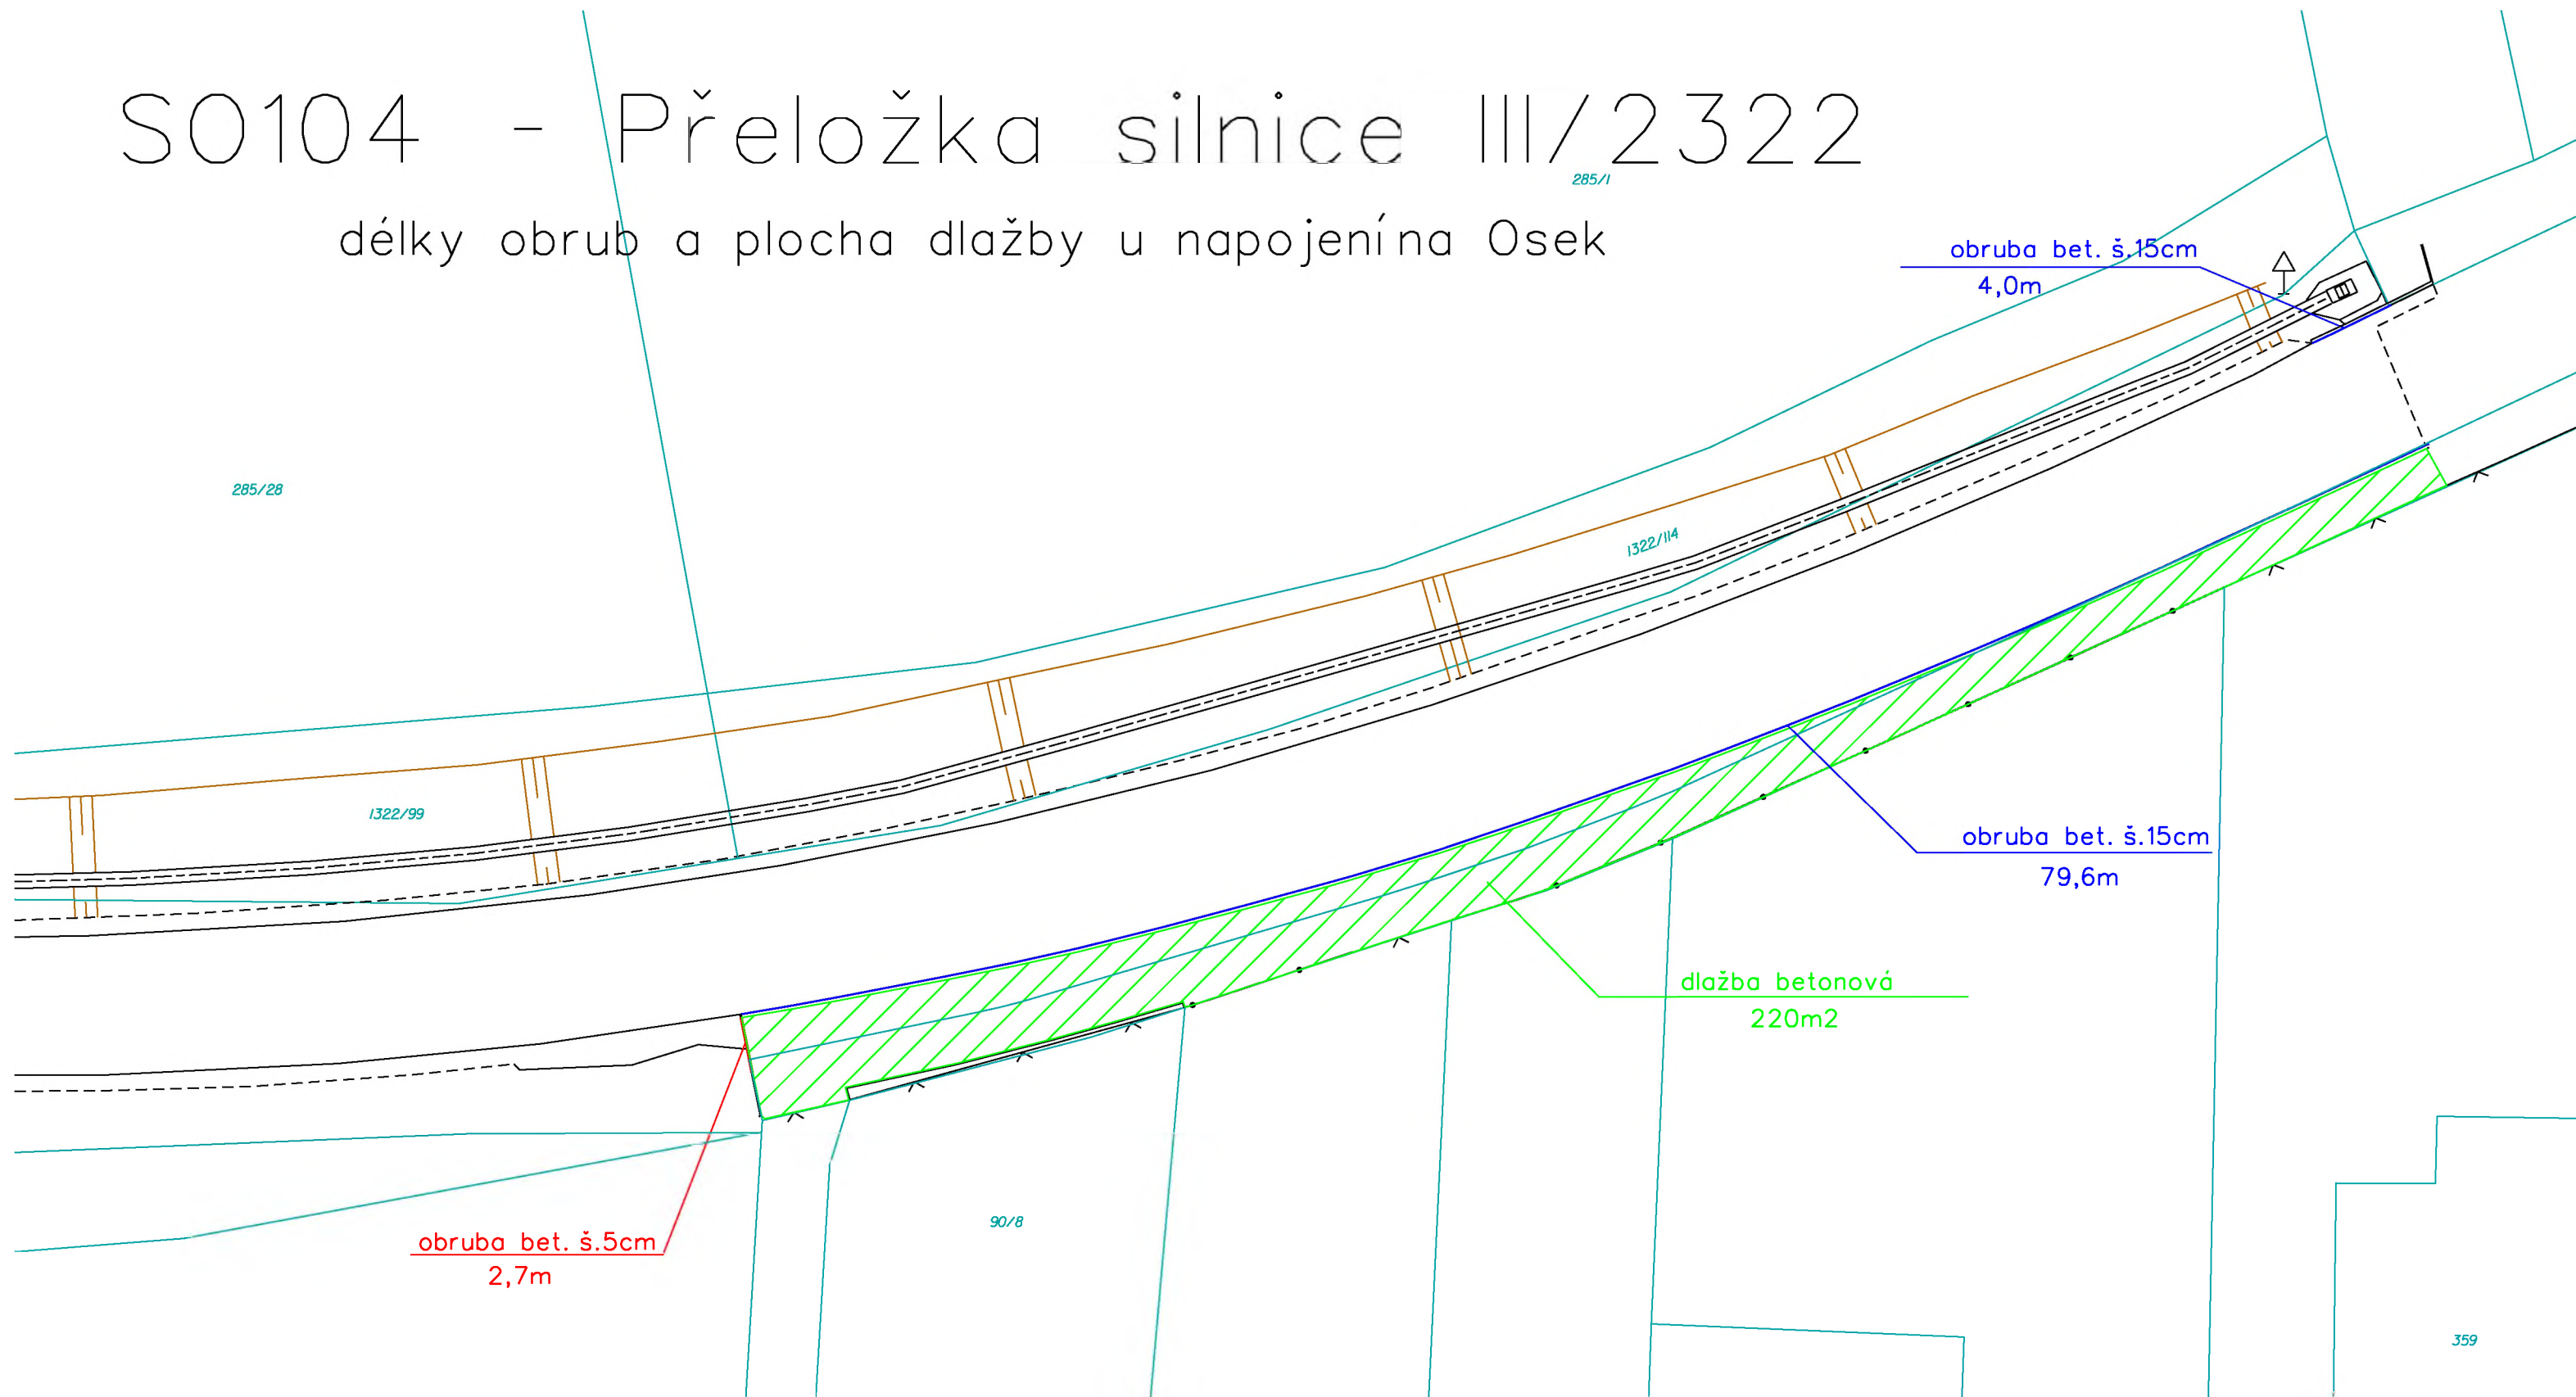 SO104 - Přeložka silnice III/2322
285/1
délky obrub a plocha dlažby u napojení na Osek
obruba bet. š.15cm
4,0m
285/28
1322/114
1322/99
obruba bet. š.15cm
79,6m
dlažba betonová
220m2
90/8
obruba bet. š.5cm
2,7m
359